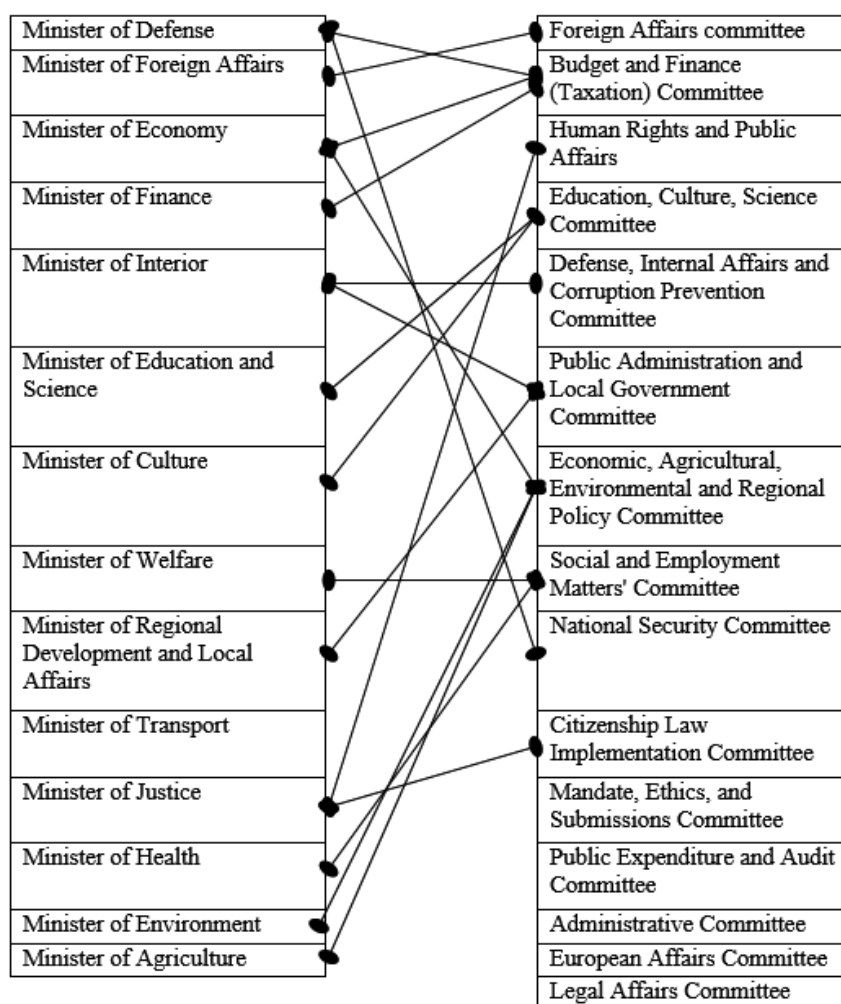 Minister of Defense
Minister of Foreign Affairs
Minister of Economy
Minister of Finance
Minister of Interior
Minister of Education and
Science
Minister of Culture
Minister of Welfare
Minister of Regional
Development and Local
Affairs
Minister of Transport
Minister of Justice
Minister of Health
Minister of Environment
Minister of Agriculture
Foreign Affairs committee
Budget and Finance
(Taxation) Committee
Human Rights and Public
Affairs
Education, Culture, Science
Committee
Defense, Internal Affairs and
Corruption Prevention
Committee
Public Administration and
Local Government
Committee
Economic, Agricultural,
Environmental and Regional
Policy Committee
Social and Employment
Matters' Committee
National Security Committee
Citizenship Law
Implementation Committee
Mandate, Ethics, and
Submissions Committee
Public Expenditure and Audit
Committee
Administrative Committee
European Affairs Committee
Legal Affairs Committee